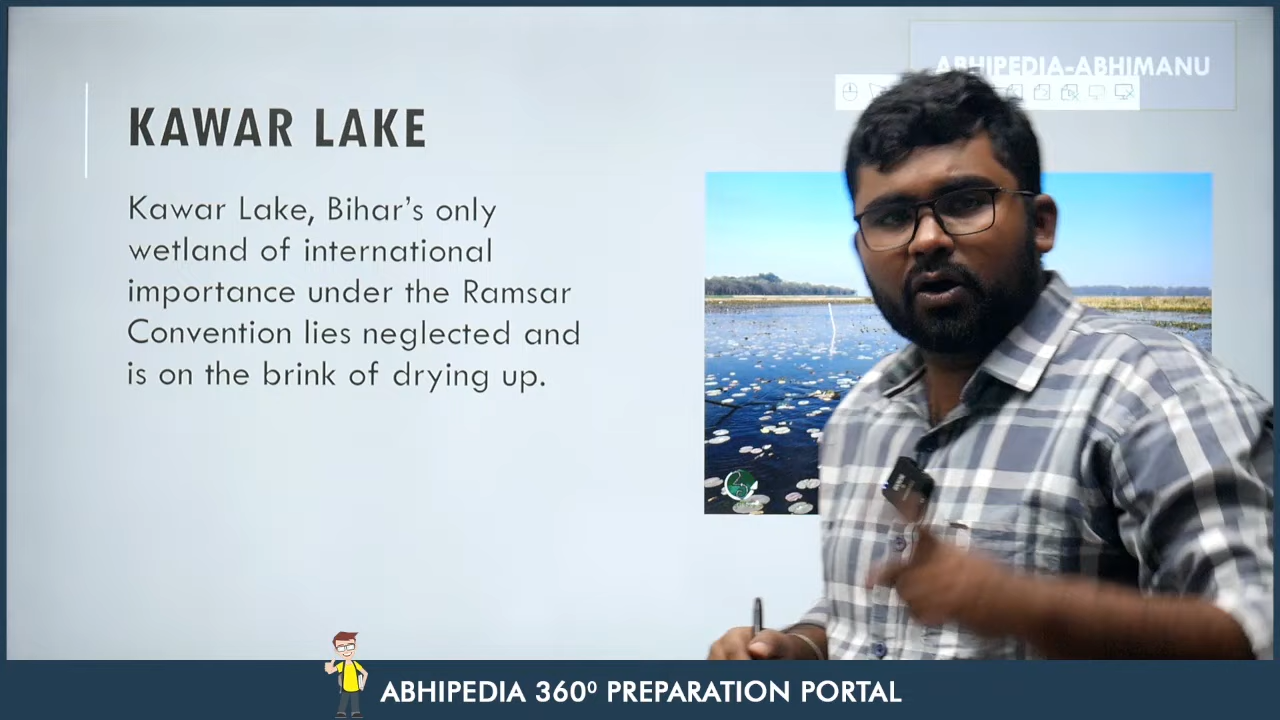 ABHIPEDIA-ABHIMANU
KAWAR LAKE
Kawar Lake, Bihar’s only
wetland of international
importance under the Ramsar
Convention lies neglected and
is on the brink of drying up.
ABHIPEDIA 360⁰ PREPARATION PORTAL